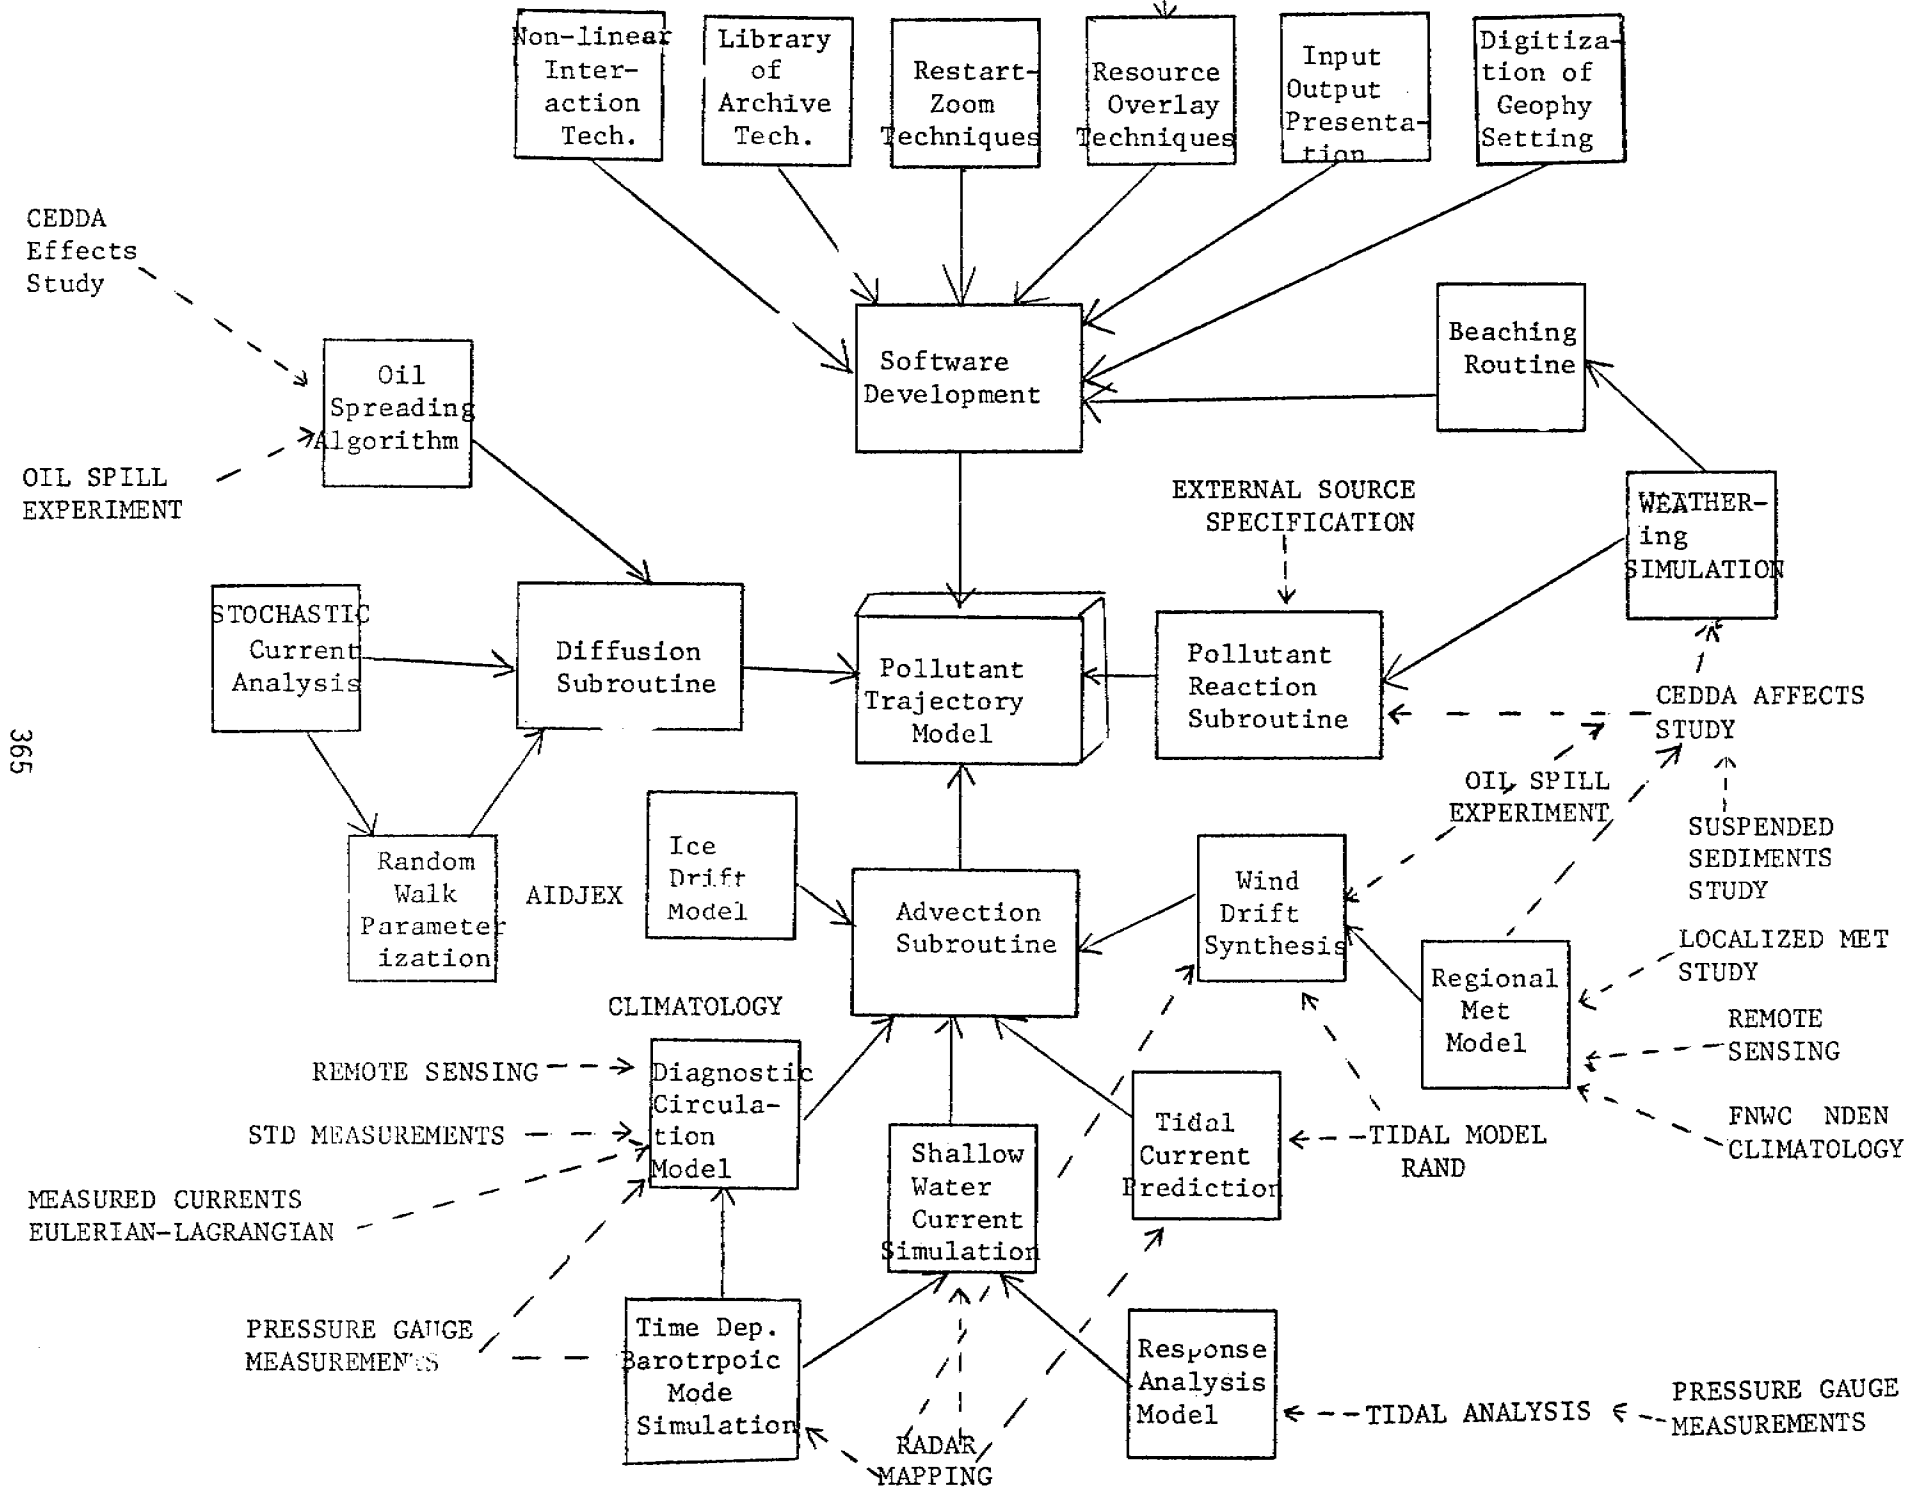 Non-linear
Inter-
action
Tech.
Library
of
Archive
Tech.
Restart-
Zoom
Techniques
Resource
Overlay
Techniques
Input
Output
Presenta-
tion
Digitiza-
tion of
Geophy
Setting
CEDDA
Effects
Study
Oil
Spreading
Algorithm
OIL SPILL
EXPERIMENT
Software
Development
Beaching
Routine
EXTERNAL SOURCE
SPECIFICATION
WEATHER-
ing
SIMULATION
STOCHASTIC
Current
Analysis
Diffusion
Subroutine
Pollutant
Trajectory
Model
Pollutant
Reaction
Subroutine
CEDDA AFFECTS
STUDY
365
OIL SPILL
EXPERIMENT
SUSPENDED
SEDIMENTS
STUDY
Random
Walk
Parameter
ization
AIDJEX
Ice
Drift
Model
Advection
Subroutine
Wind
Drift
Synthesis
Regional
Met
Model
LOCALIZED MET
STUDY
REMOTE
SENSING
FNWC NDEN
CLIMATOLOGY
CLIMATOLOGY
REMOTE SENSING
STD MEASUREMENTS
MEASURED CURRENTS
EULERIAN-LAGRANGIAN
Diagnostic
Circula-
tion
Model
Shallow
Water
Current
Simulation
Tidal
Current
Prediction
TIDAL MODEL
RAND
PRESSURE GAUGE
MEASUREMENTS
Time Dep.
Barotrpoic
Mode
Simulation
RADAR
MAPPING
Response
Analysis
Model
TIDAL ANALYSIS
PRESSURE GAUGE
MEASUREMENTS